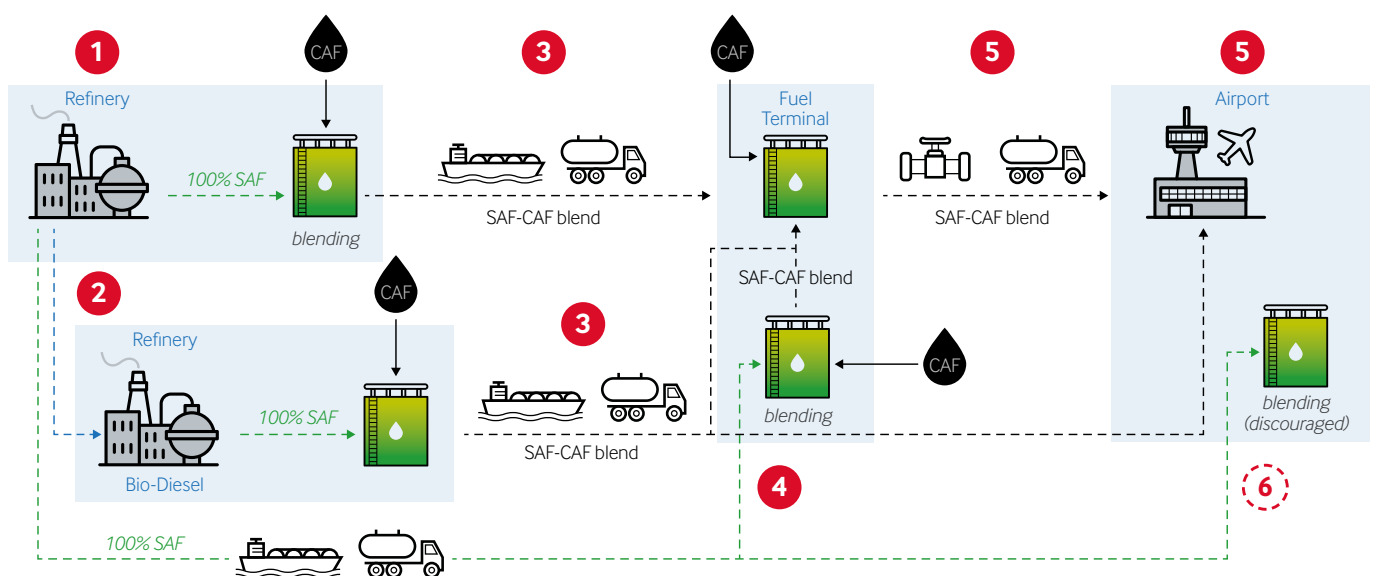 1
CAF
3
CAF
5
5
Refinery
Fuel
Terminal
Airport
100% SAF
SAF-CAF blend
SAF-CAF blend
blending
2
CAF
SAF-CAF blend
3
Refinery
CAF
100% SAF
blending
blending
(discouraged)
SAF-CAF blend
Bio-Diesel
4
6
100% SAF